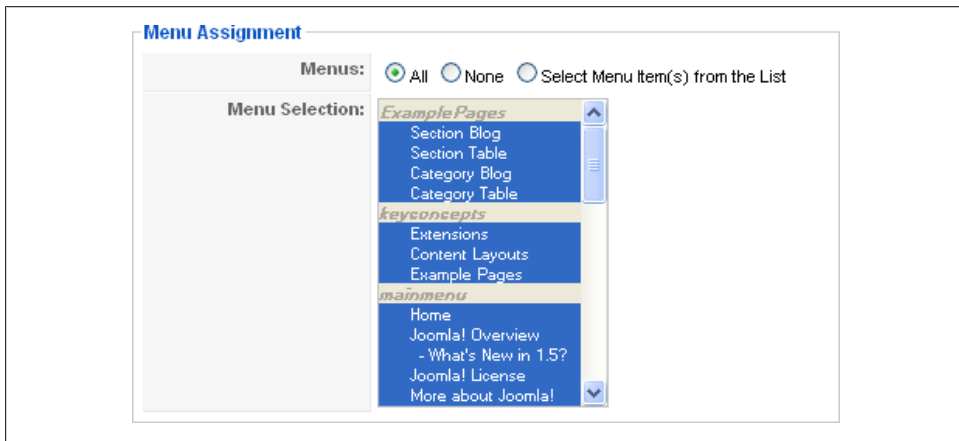 Menu Assignment
Menus: All None Select Menu Item(s) from the List
Menu Selection: ExamplePages
Section Blog
Section Table
Category Blog
Category Table
keyconcepts
Extensions
Content Layouts
Example Pages
mainmenu
Home
Joomla! Overview
- What's New in 1.5?
Joomla! License
More about Joomla!